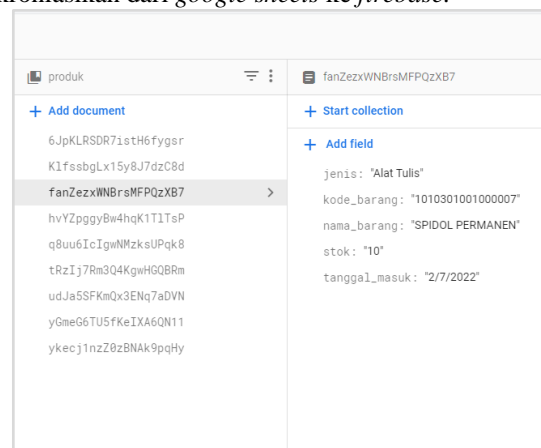 dari google sheets ke firebase.
produk
fanZezxWNBrsMFPQzXB7
+ Add document
+ Start collection
6JpKLRSDR7istH6fygsr
KlfssbgLx15y8J7dzC8d
fanZezxWNBrsMFPQzXB7
hvYZpggyBw4hqK1TlTsP
q8uu6IcIgwNMzksUPqk8
tRzIj7Rm3Q4KgwHGQBRm
udJa5SFKmQx3ENq7aDVN
yGmeG6TU5fKeIXA6QN11
ykecj1nzZ0zBNAk9pqHy
+ Add field
jenis: "Alat Tulis"
kode_barang: "1010301001000007"
nama_barang: "SPIDOL PERMANEN"
stok: "10"
tanggal_masuk: "2/7/2022"